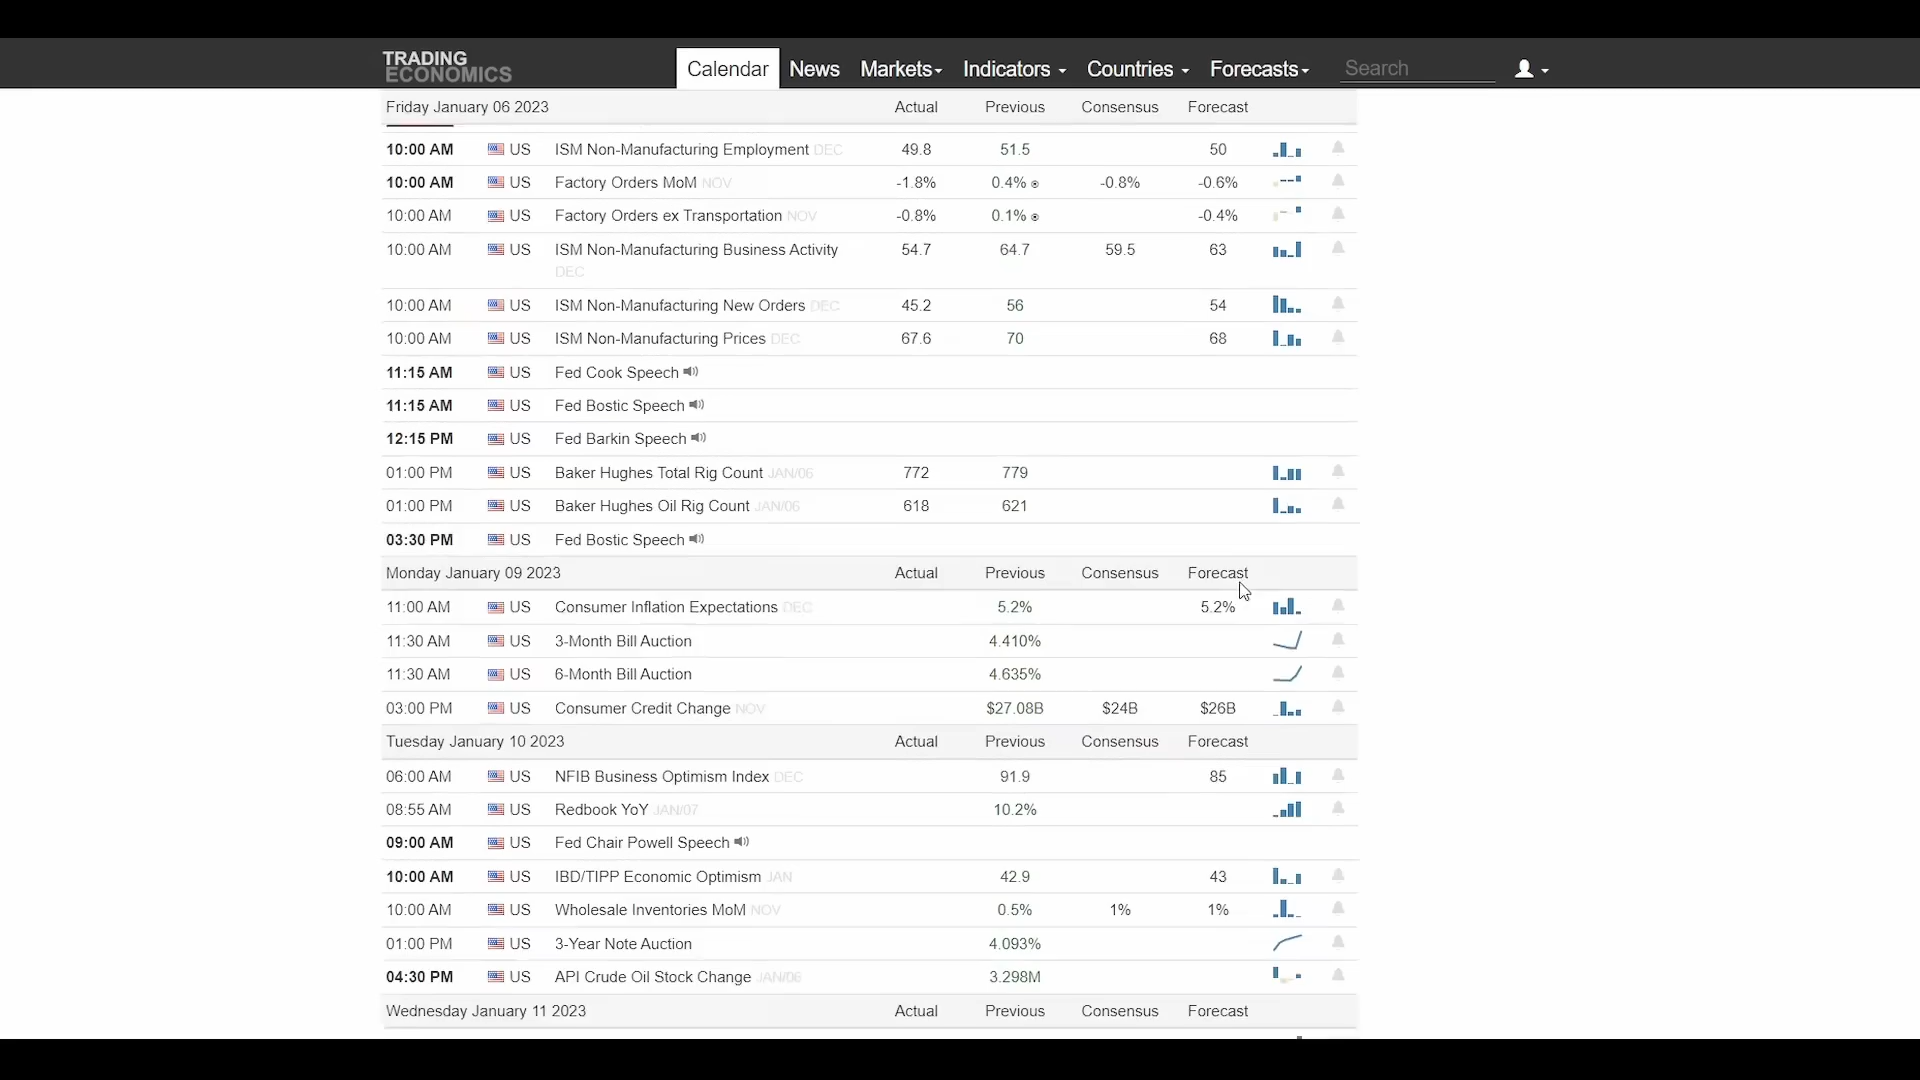 TRADING
ECONOMICS
Calendar News Markets Indicators Countries Forecasts Search
Friday January 06 2023 Actual Previous Consensus Forecast
10:00 AM US ISM Non-Manufacturing Employment DEC 49.8 51.5 50
10:00 AM US Factory Orders MoM NOV -1.8% 0.4% ® -0.8% -0.6%
10:00 AM US Factory Orders ex Transportation NOV -0.8% 0.1% ® -0.4%
10:00 AM US ISM Non-Manufacturing Business Activity 54.7 64.7 59.5 63
DEC
10:00 AM US ISM Non-Manufacturing New Orders DEC 45.2 56 54
10:00 AM US ISM Non-Manufacturing Prices DEC 67.6 70 68
11:15 AM US Fed Cook Speech
11:15 AM US Fed Bostic Speech
12:15 PM US Fed Barkin Speech
01:00 PM US Baker Hughes Total Rig Count JAN/06 772 779
01:00 PM US Baker Hughes Oil Rig Count JAN/06 618 621
03:30 PM US Fed Bostic Speech
Monday January 09 2023 Actual Previous Consensus Forecast
11:00 AM US Consumer Inflation Expectations DEC 5.2% 5.2%
11:30 AM US 3-Month Bill Auction 4.410%
11:30 AM US 6-Month Bill Auction 4.635%
03:00 PM US Consumer Credit Change NOV $27.08B $24B $26B
Tuesday January 10 2023 Actual Previous Consensus Forecast
06:00 AM US NFIB Business Optimism Index DEC 91.9 85
08:55 AM US Redbook YoY JAN/07 10.2%
09:00 AM US Fed Chair Powell Speech
10:00 AM US IBD/TIPP Economic Optimism JAN 42.9 43
10:00 AM US Wholesale Inventories MoM NOV 0.5% 1% 1%
01:00 PM US 3-Year Note Auction 4.093%
04:30 PM US API Crude Oil Stock Change JAN/06 3.298M
Wednesday January 11 2023 Actual Previous Consensus Forecast